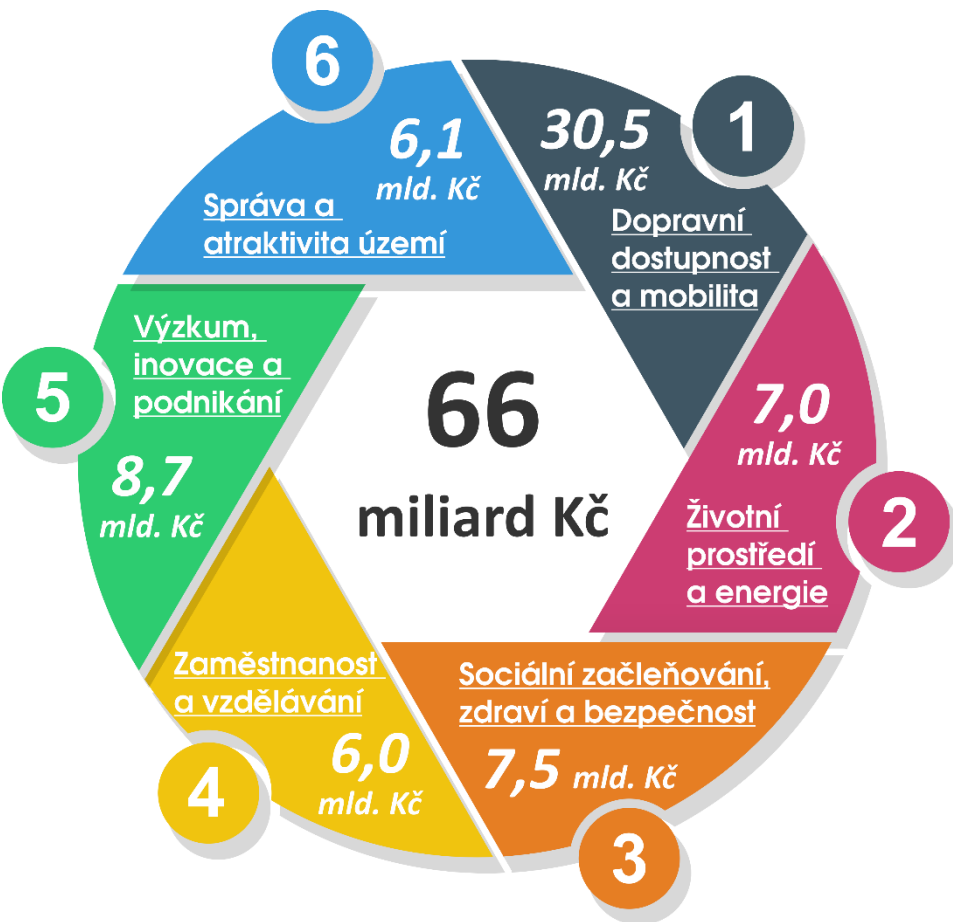 66
miliard Kč
1
30,5
mld. Kč
Dopravní
dostupnost
a mobilita
2
7,0
mld. Kč
Životní
prostředí
a energie
3
Sociální začleňování,
zdraví a bezpečnost
7,5 mld. Kč
4
Zaměstnanost
a vzdělávání
6,0
mld. Kč
5
Výzkum,
inovace a
podnikání
8,7
mld. Kč
6
6,1
mld. Kč
Správa a
atraktivita území